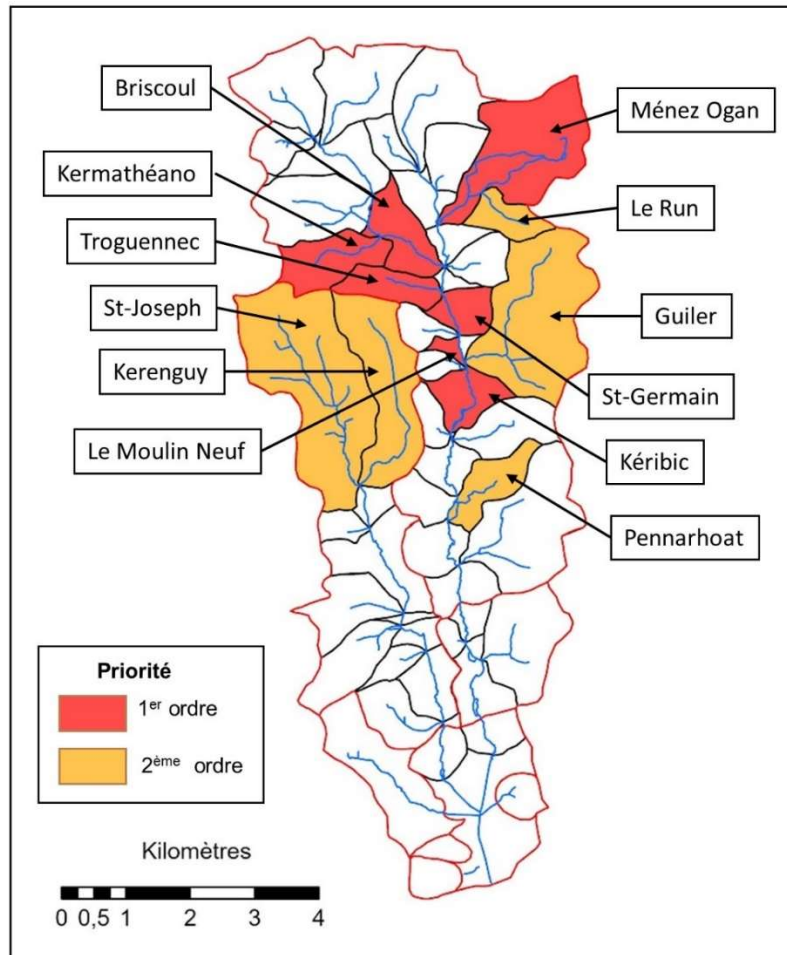 Briscoul
Ménez Ogan
Kermathéano
Le Run
Troguennec
St-Joseph
Guiler
Kerenguy
St-Germain
Le Moulin Neuf
Kéribic
Pennarhoat
Priorité
1er ordre
2ème ordre
Kilomètres
0 0,5 1 2 3 4